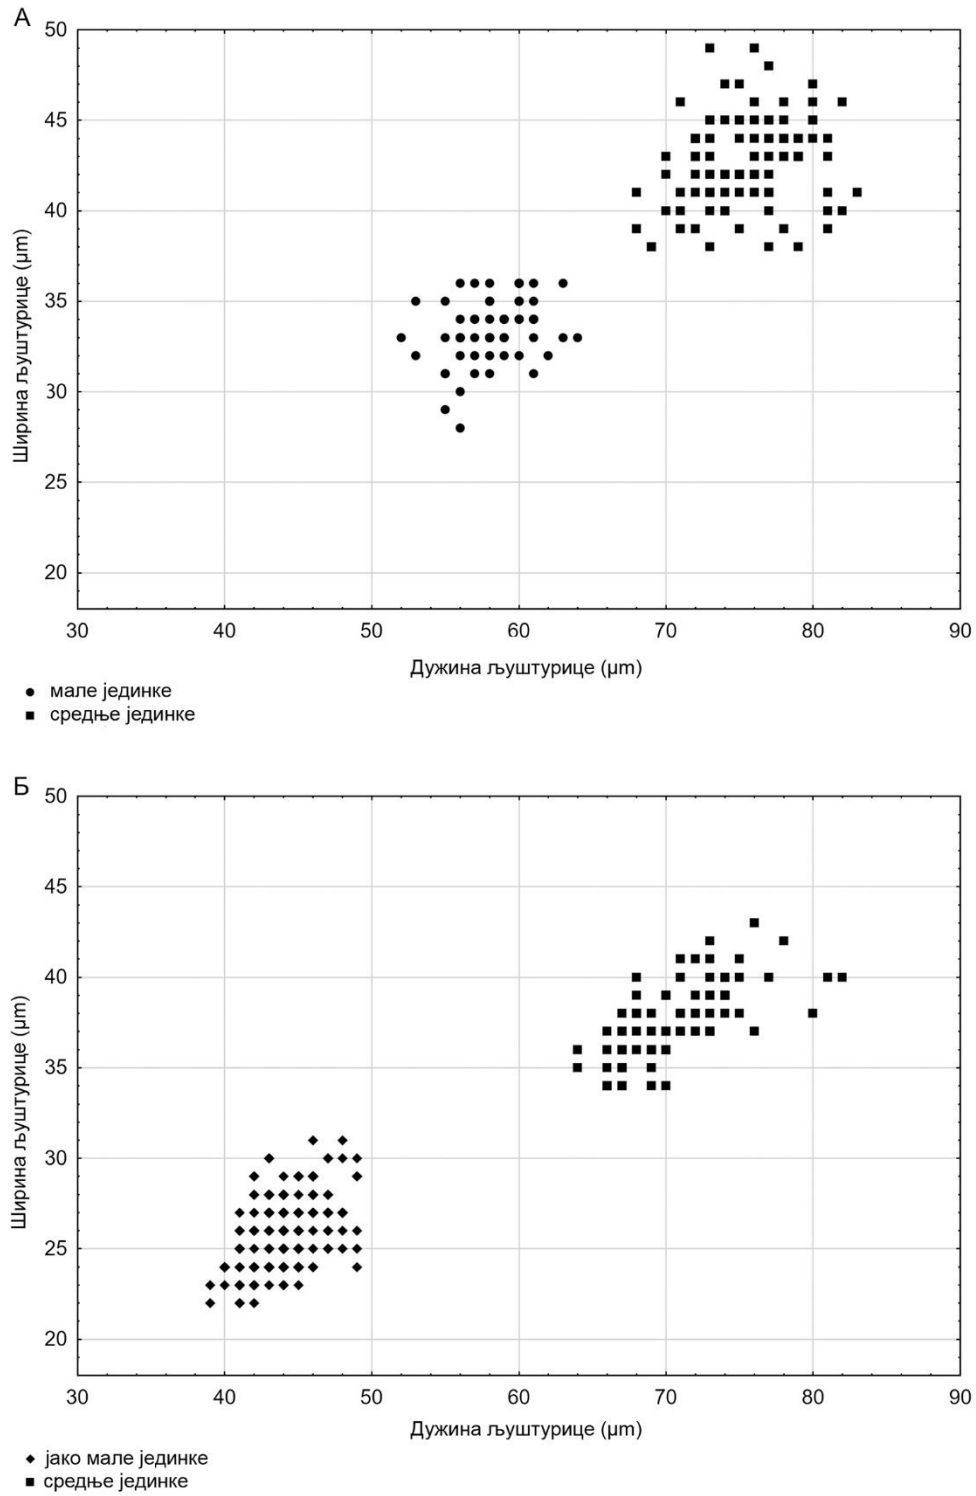 А
50
45
40
35
30
25
20
Ширина љуштурице (µm)
30 40 50 60 70 80 90
Дужина љуштурице (µm)
мале јединке
средње јединке
Б
50
45
40
35
30
25
20
Ширина љуштурице (µm)
30 40 50 60 70 80 90
Дужина љуштурице (µm)
јако мале јединке
средње јединке